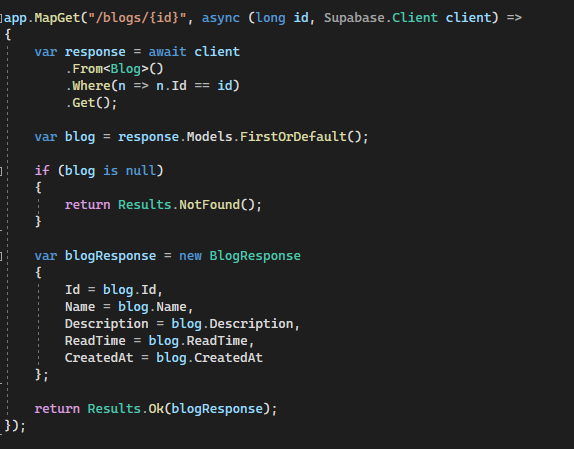 app.MapGet("/blogs/{id}", async (long id, Supabase.Client client) =>
{
    var response = await client
        .From<Blog>()
        .Where(n => n.Id == id)
        .Get();

    var blog = response.Models.FirstOrDefault();

    if (blog is null)
    {
        return Results.NotFound();
    }

    var blogResponse = new BlogResponse
    {
        Id = blog.Id,
        Name = blog.Name,
        Description = blog.Description,
        ReadTime = blog.ReadTime,
        CreatedAt = blog.CreatedAt
    };

    return Results.Ok(blogResponse);
});